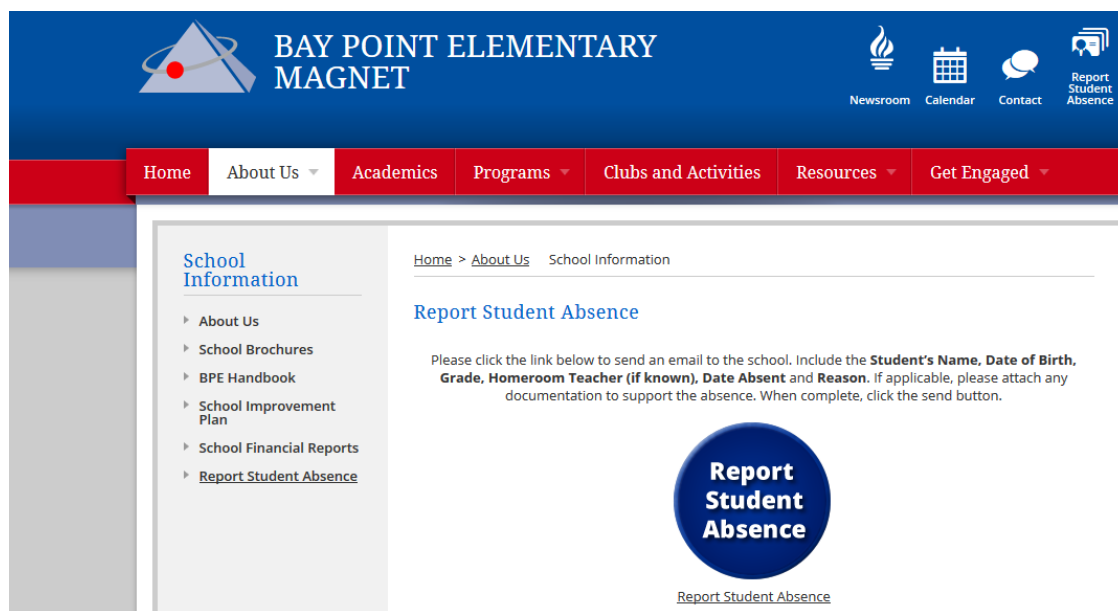 BAY POINT ELEMENTARY
MAGNET
Newsroom
Calendar
Contact
Report
Student
Absence
Home
About Us
Academics
Programs
Clubs and Activities
Resources
Get Engaged
School
Information
About Us
School Brochures
BPE Handbook
School Improvement
Plan
School Financial Reports
Report Student Absence
Home > About Us School Information
Report Student Absence
Please click the link below to send an email to the school. Include the Student's Name, Date of Birth,
Grade, Homeroom Teacher (if known), Date Absent and Reason. If applicable, please attach any
documentation to support the absence. When complete, click the send button.
Report
Student
Absence
Report Student Absence